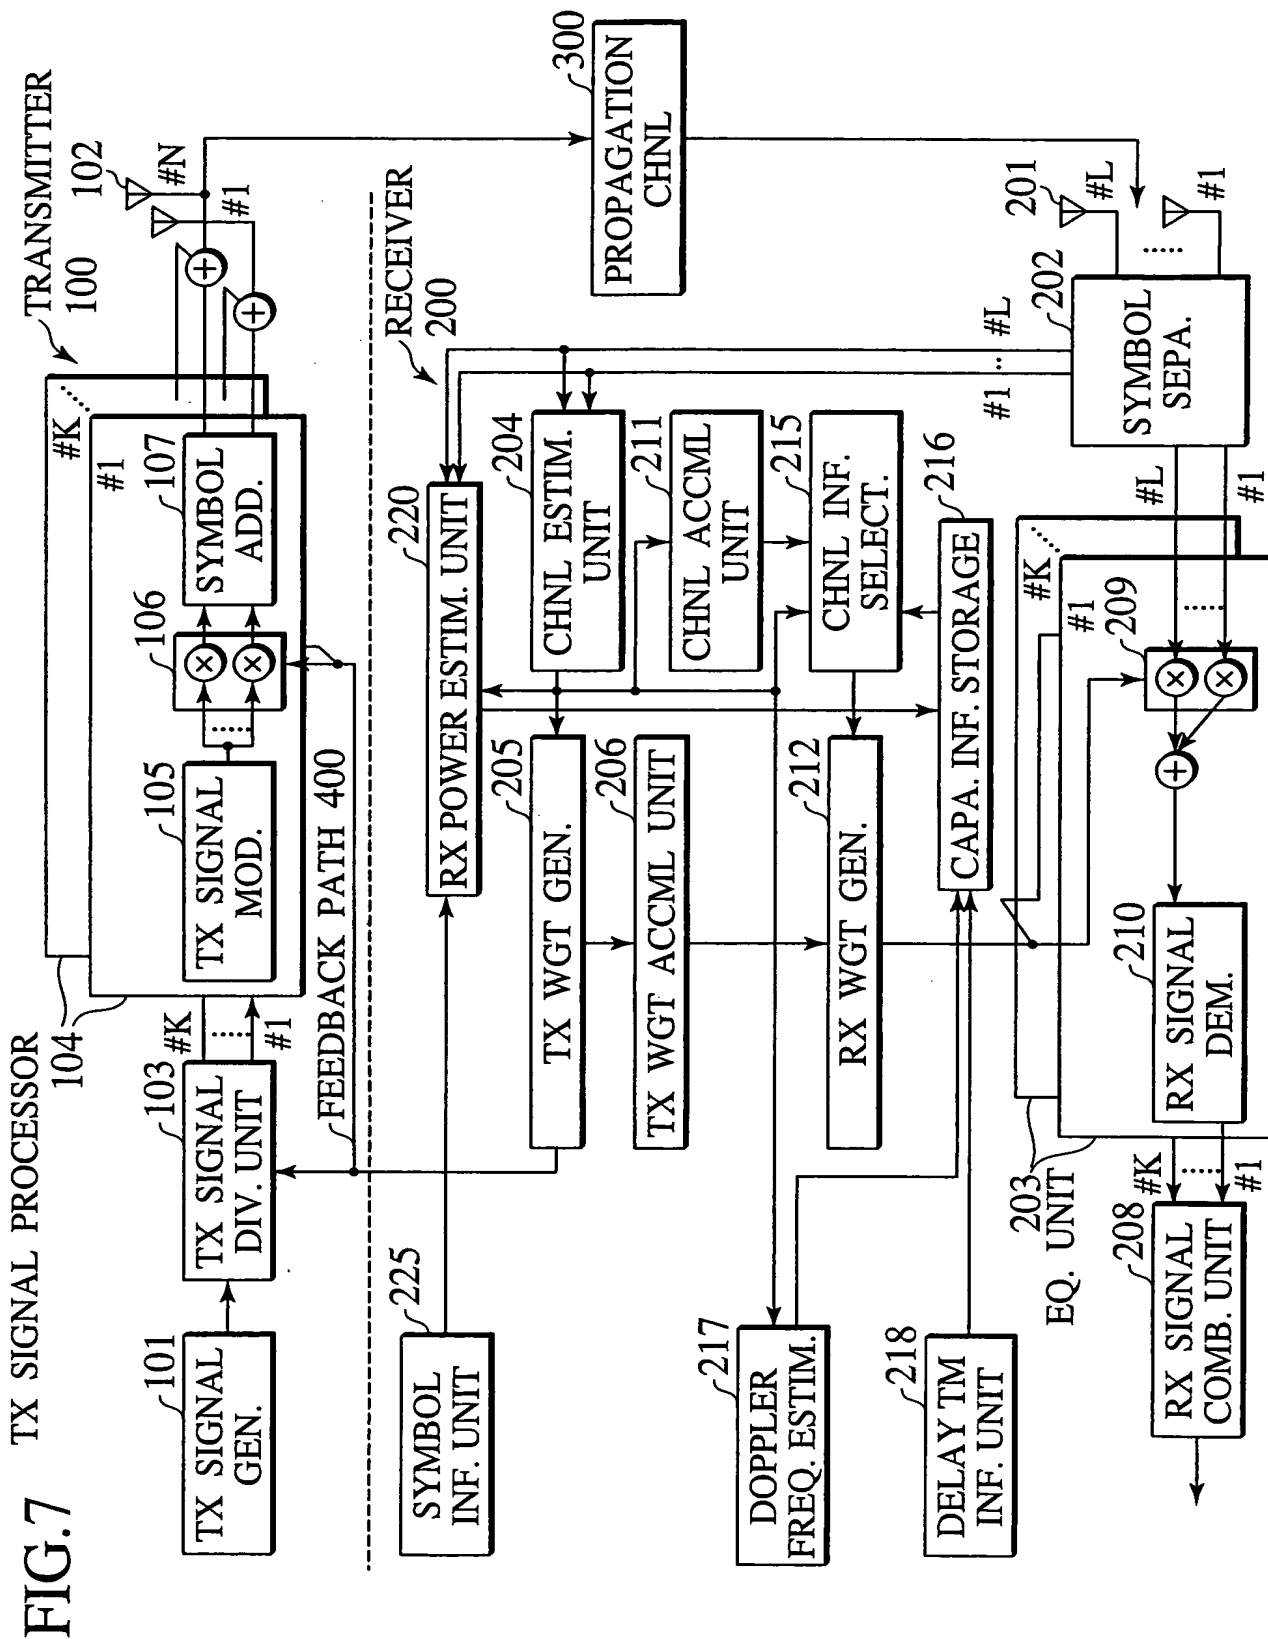 FIG.7
TX SIGNAL PROCESSOR
104
TRANSMITTER
100
101
TX SIGNAL
GEN.
103
TX SIGNAL
DIV. UNIT
#K
#1
#K
#1
105
TX SIGNAL
MOD.
106
107
SYMBOL
ADD.
102
#N
#1
FEEDBACK PATH 400
RECEIVER
200
300
PROPAGATION
CHNL
225
SYMBOL
INF. UNIT
220
RX POWER ESTIM. UNIT
204
CHNL ESTIM.
UNIT
#1
#L
205
TX WGT GEN.
206
TX WGT ACCML UNIT
211
CHNL ACCML
UNIT
215
CHNL INF.
SELECT.
212
RX WGT GEN.
216
CAPA. INF. STORAGE
217
DOPPLER
FREQ. ESTIM.
218
DELAY TM
INF. UNIT
201
#L
#1
202
SYMBOL
SEPA.
#L
#1
203
EQ. UNIT
#K
#1
209
210
RX SIGNAL
DEM.
#K
#1
208
RX SIGNAL
COMB. UNIT